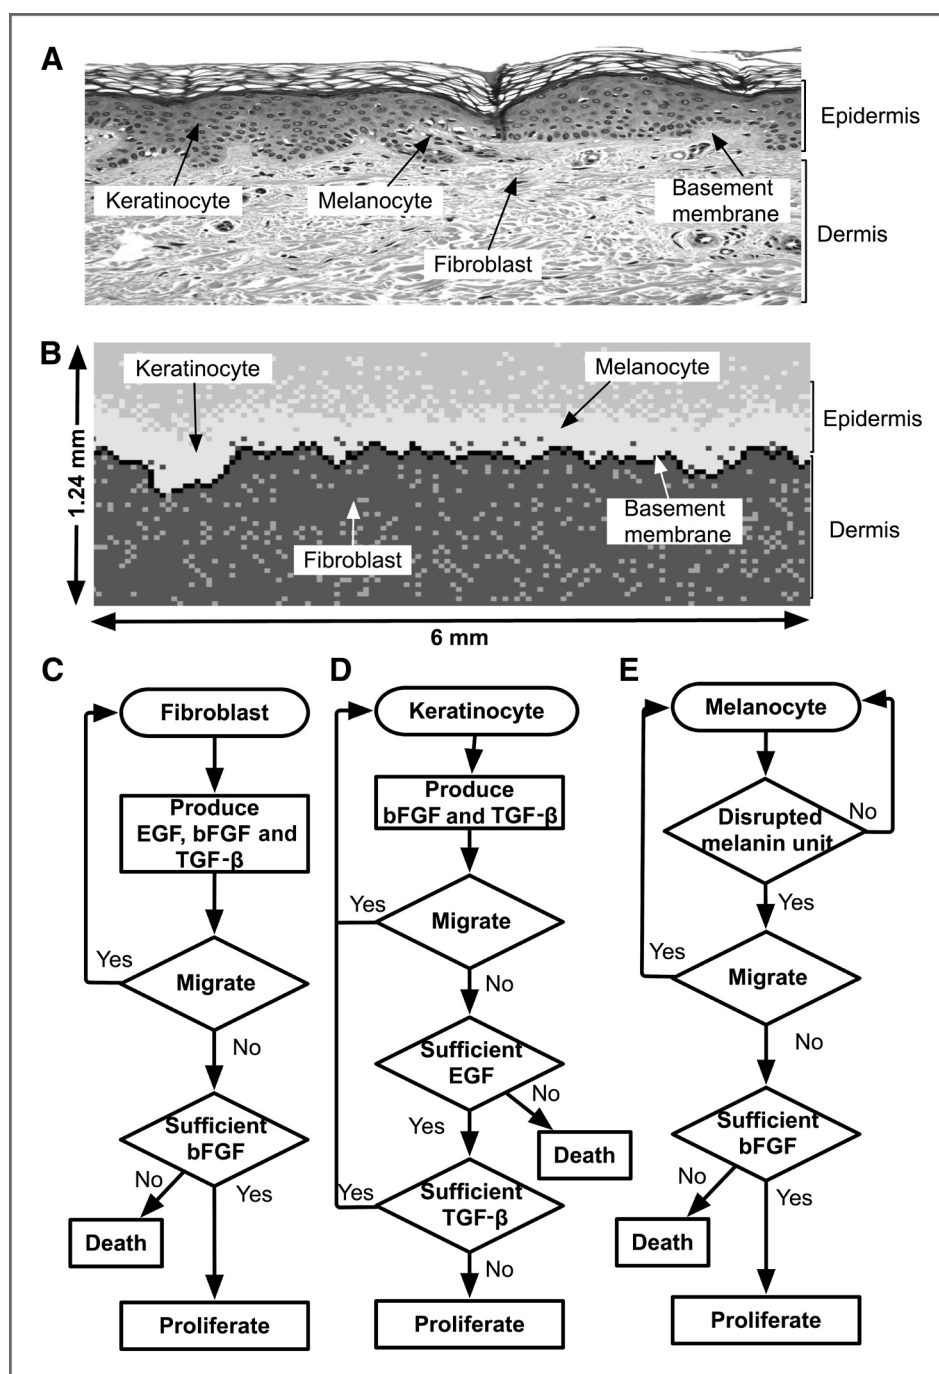 A
Epidermis
Keratinocyte
Melanocyte
Basement
membrane
Dermis
Fibroblast
B
Keratinocyte
Melanocyte
Epidermis
1.24 mm
Basement
membrane
Dermis
Fibroblast
6 mm
C
Fibroblast
Produce
EGF, bFGF and
TGF-β
Migrate
Yes
No
Sufficient
bFGF
No
Yes
Death
Proliferate
D
Keratinocyte
Produce
bFGF and TGF-β
Migrate
Yes
No
Sufficient
EGF
No
Yes
Death
Sufficient
TGF-β
Yes
No
Proliferate
E
Melanocyte
Disrupted
melanin unit
No
Yes
Migrate
Yes
No
Sufficient
bFGF
No
Yes
Death
Proliferate